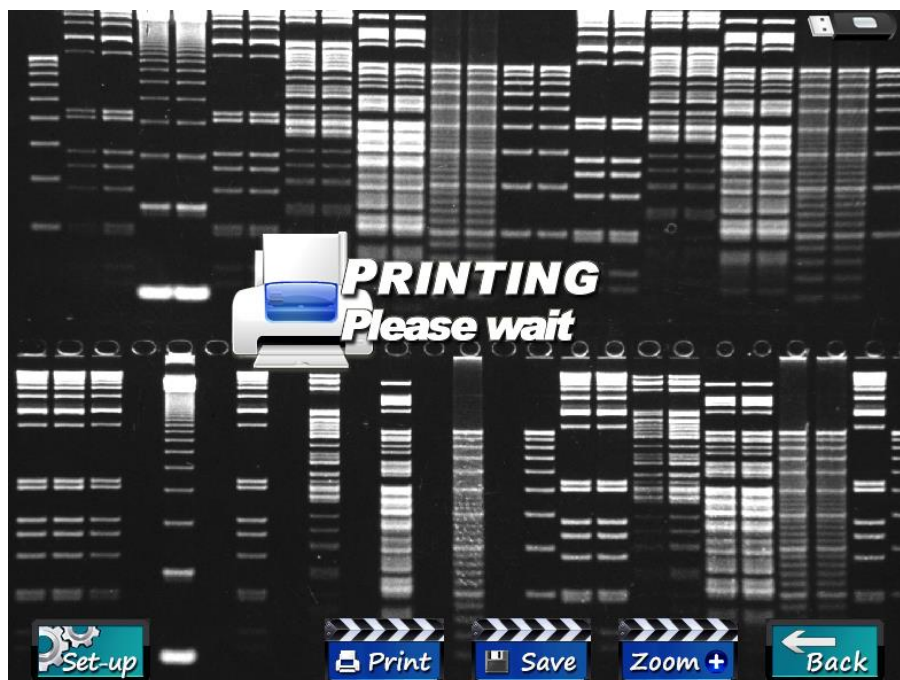 PRINTING
Please wait
Set-up
Print
Save
Zoom +
Back